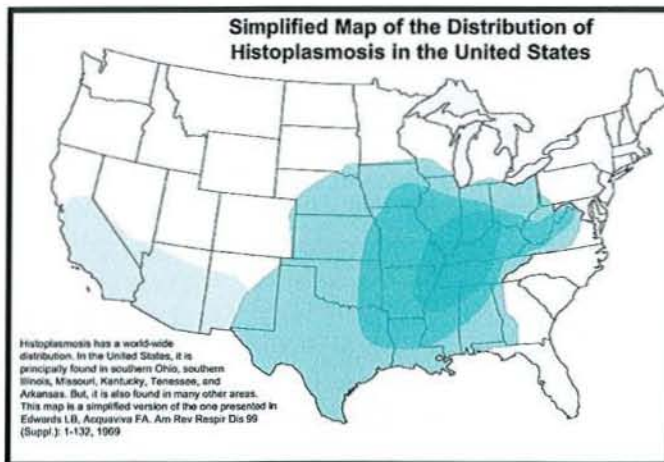 Simplified Map of the Distribution of
Histoplasmosis in the United States
Histoplasmosis has a world-wide
distribution. In the United States, it is
principally found in southern Ohio, southern
Illinois, Missouri, Kentucky, Tenessee, and
Arkansas. But, it is also found in many other areas.
This map is a simplified version of the one presented in
Edwards LB, Acquaviva FA. Am Rev Respir Dis 99
(Suppl.): 1-132, 1969